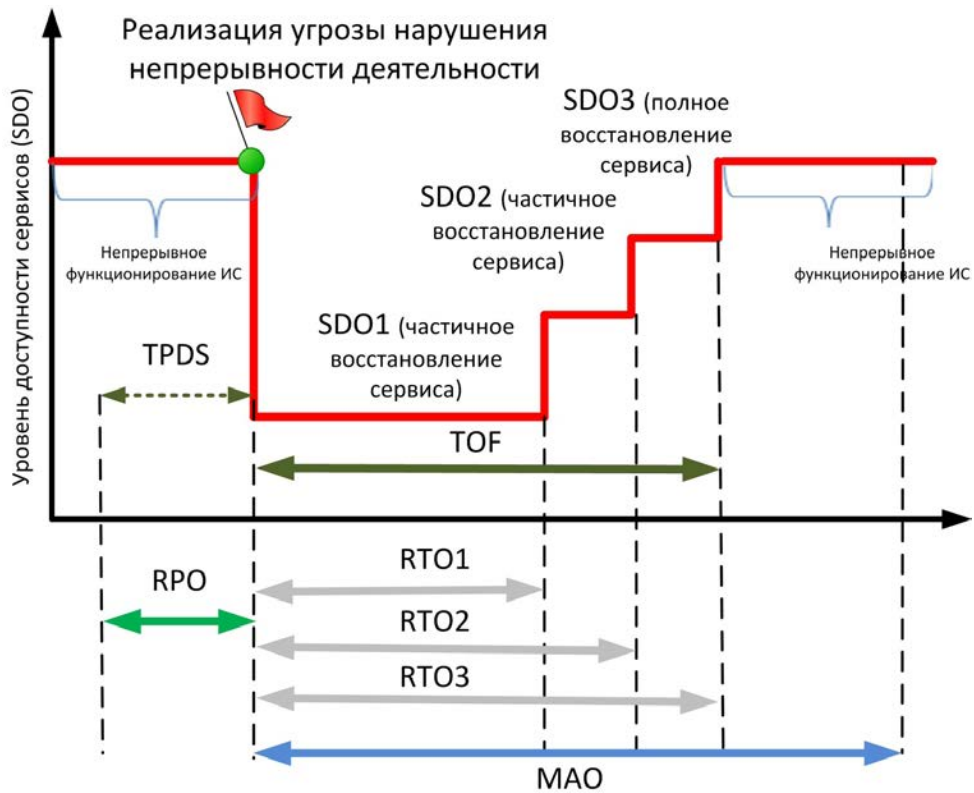 Реализация угрозы нарушения
непрерывности деятельности
Уровень доступности сервисов (SDO)
SDO3 (полное
восстановление
сервиса)
SDO2 (частичное
восстановление
сервиса)
Непрерывное
функционирование ИС
Непрерывное
функционирование ИС
SDO1 (частичное
восстановление
сервиса)
TPDS
TOF
RPO
RTO1
RTO2
RTO3
MAO